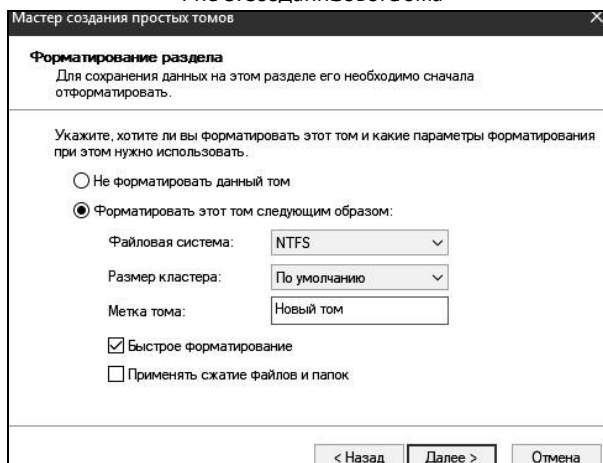 Мастер создания простых томов
Форматирование раздела
Для сохранения данных на этом разделе его необходимо сначала
отформатировать.
Укажите, хотите ли вы форматировать этот том и какие параметры форматирования
при этом нужно использовать.
Не форматировать данный том
Форматировать этот том следующим образом:
Файловая система: NTFS
Размер кластера: По умолчанию
Метка тома: Новый том
Быстрое форматирование
Применять сжатие файлов и папок
< Назад Далее > Отмена